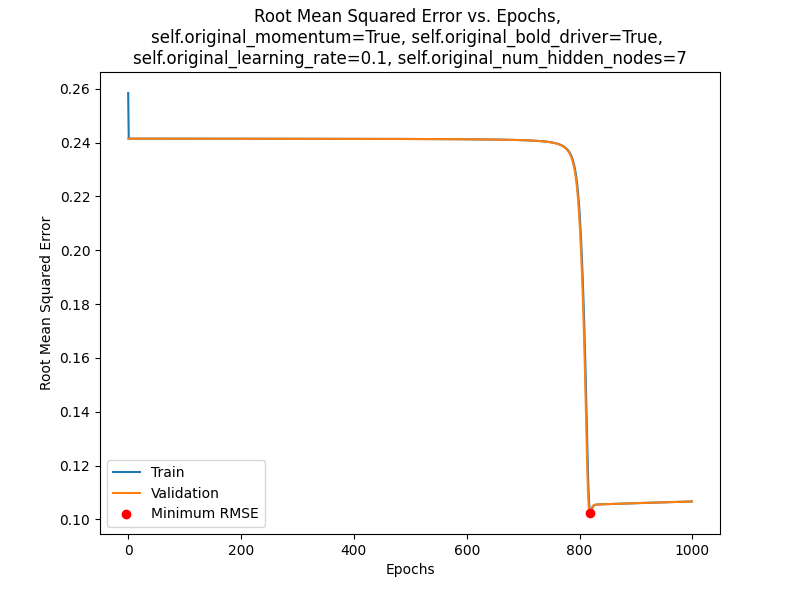 Root Mean Squared Error vs. Epochs,
self.original_momentum=True, self.original_bold_driver=True,
self.original_learning_rate=0.1, self.original_num_hidden_nodes=7
Root Mean Squared Error
0.26
0.24
0.22
0.20
0.18
0.16
0.14
0.12
0.10
Train
Validation
Minimum RMSE
0 200 400 600 800 1000
Epochs